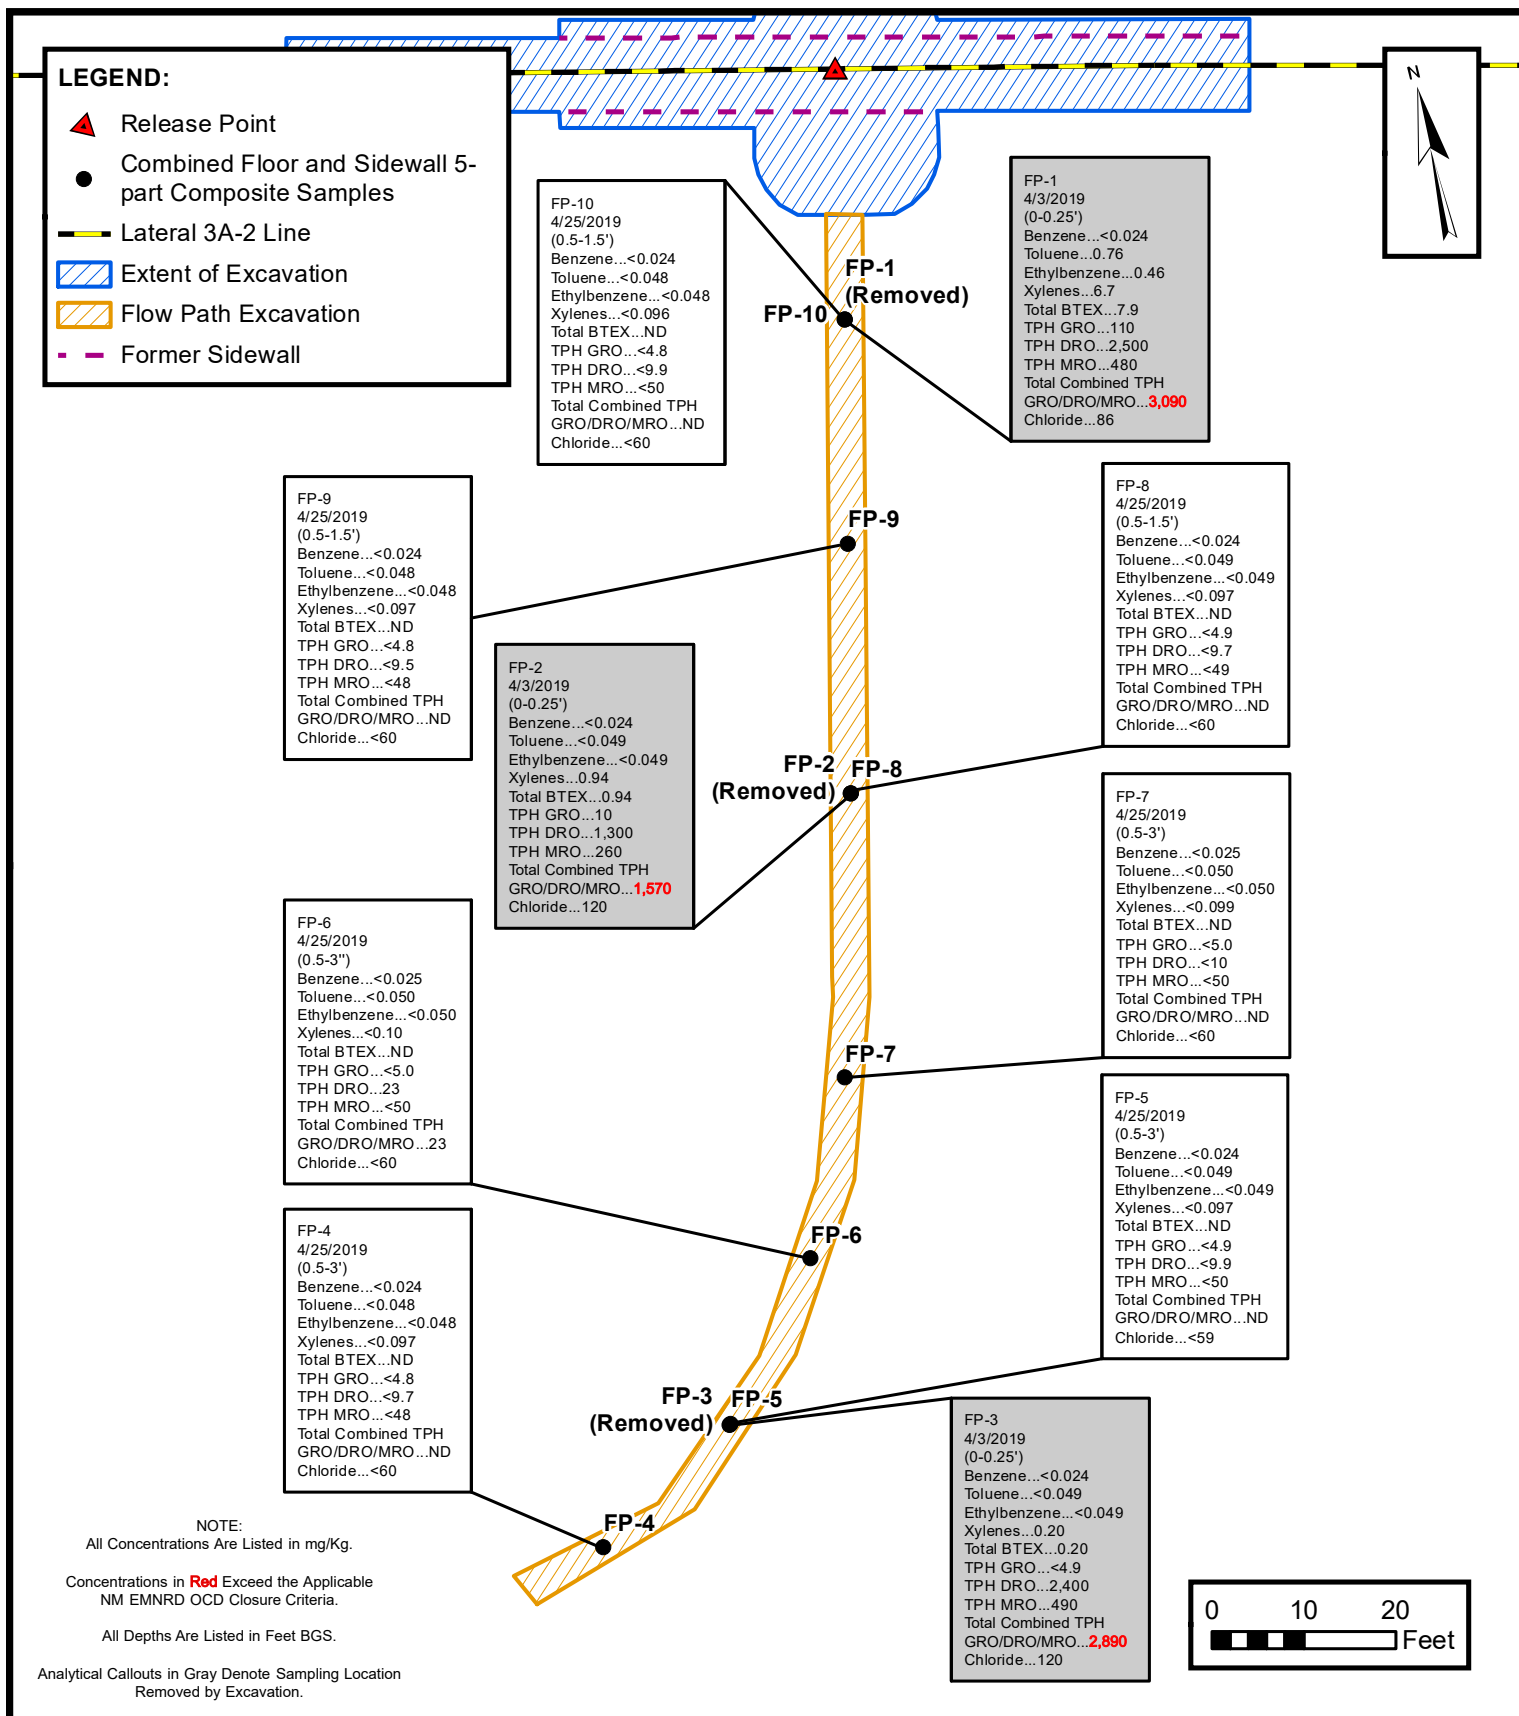 LEGEND:
Release Point
Combined Floor and Sidewall 5-
part Composite Samples
Lateral 3A-2 Line
Extent of Excavation
Flow Path Excavation
Former Sidewall
N
FP-10
4/25/2019
(0.5-1.5')
Benzene...<0.024
Toluene...<0.048
Ethylbenzene...<0.048
Xylenes...<0.096
Total BTEX...ND
TPH GRO...<4.8
TPH DRO...<9.9
TPH MRO...<50
Total Combined TPH
GRO/DRO/MRO...ND
Chloride...<60
FP-1
4/3/2019
(0-0.25')
Benzene...<0.024
Toluene...0.76
Ethylbenzene...0.46
Xylenes...6.7
Total BTEX...7.9
TPH GRO...110
TPH DRO...2,500
TPH MRO...480
Total Combined TPH
GRO/DRO/MRO...3,090
Chloride...86
FP-1
(Removed)
FP-10
FP-9
4/25/2019
(0.5-1.5')
Benzene...<0.024
Toluene...<0.048
Ethylbenzene...<0.048
Xylenes...<0.097
Total BTEX...ND
TPH GRO...<4.8
TPH DRO...<9.5
TPH MRO...<48
Total Combined TPH
GRO/DRO/MRO...ND
Chloride...<60
FP-9
FP-8
4/25/2019
(0.5-1.5')
Benzene...<0.024
Toluene...<0.049
Ethylbenzene...<0.049
Xylenes...<0.097
Total BTEX...ND
TPH GRO...<4.9
TPH DRO...<9.7
TPH MRO...<49
Total Combined TPH
GRO/DRO/MRO...ND
Chloride...<60
FP-2
4/3/2019
(0-0.25')
Benzene...<0.024
Toluene...<0.049
Ethylbenzene...<0.049
Xylenes...0.94
Total BTEX...0.94
TPH GRO...10
TPH DRO...1,300
TPH MRO...260
Total Combined TPH
GRO/DRO/MRO...1,570
Chloride...120
FP-2
(Removed)
FP-8
FP-7
4/25/2019
(0.5-3')
Benzene...<0.025
Toluene...<0.050
Ethylbenzene...<0.050
Xylenes...<0.099
Total BTEX...ND
TPH GRO...<5.0
TPH DRO...<10
TPH MRO...<50
Total Combined TPH
GRO/DRO/MRO...ND
Chloride...<60
FP-7
FP-6
4/25/2019
(0.5-3")
Benzene...<0.025
Toluene...<0.050
Ethylbenzene...<0.050
Xylenes...<0.10
Total BTEX...ND
TPH GRO...<5.0
TPH DRO...23
TPH MRO...<50
Total Combined TPH
GRO/DRO/MRO...23
Chloride...<60
FP-6
FP-5
4/25/2019
(0.5-3')
Benzene...<0.024
Toluene...<0.049
Ethylbenzene...<0.049
Xylenes...<0.097
Total BTEX...ND
TPH GRO...<4.9
TPH DRO...<9.9
TPH MRO...<50
Total Combined TPH
GRO/DRO/MRO...ND
Chloride...<59
FP-4
4/25/2019
(0.5-3')
Benzene...<0.024
Toluene...<0.048
Ethylbenzene...<0.048
Xylenes...<0.097
Total BTEX...ND
TPH GRO...<4.8
TPH DRO...<9.7
TPH MRO...<48
Total Combined TPH
GRO/DRO/MRO...ND
Chloride...<60
FP-3
(Removed)
FP-5
FP-3
4/3/2019
(0-0.25')
Benzene...<0.024
Toluene...<0.049
Ethylbenzene...<0.049
Xylenes...0.20
Total BTEX...0.20
TPH GRO...<4.9
TPH DRO...2,400
TPH MRO...490
Total Combined TPH
GRO/DRO/MRO...2,890
Chloride...120
FP-4
NOTE:
All Concentrations Are Listed in mg/Kg.
Concentrations in Red Exceed the Applicable
NM EMNRD OCD Closure Criteria.
All Depths Are Listed in Feet BGS.
Analytical Callouts in Gray Denote Sampling Location
Removed by Excavation.
0 10 20
Feet